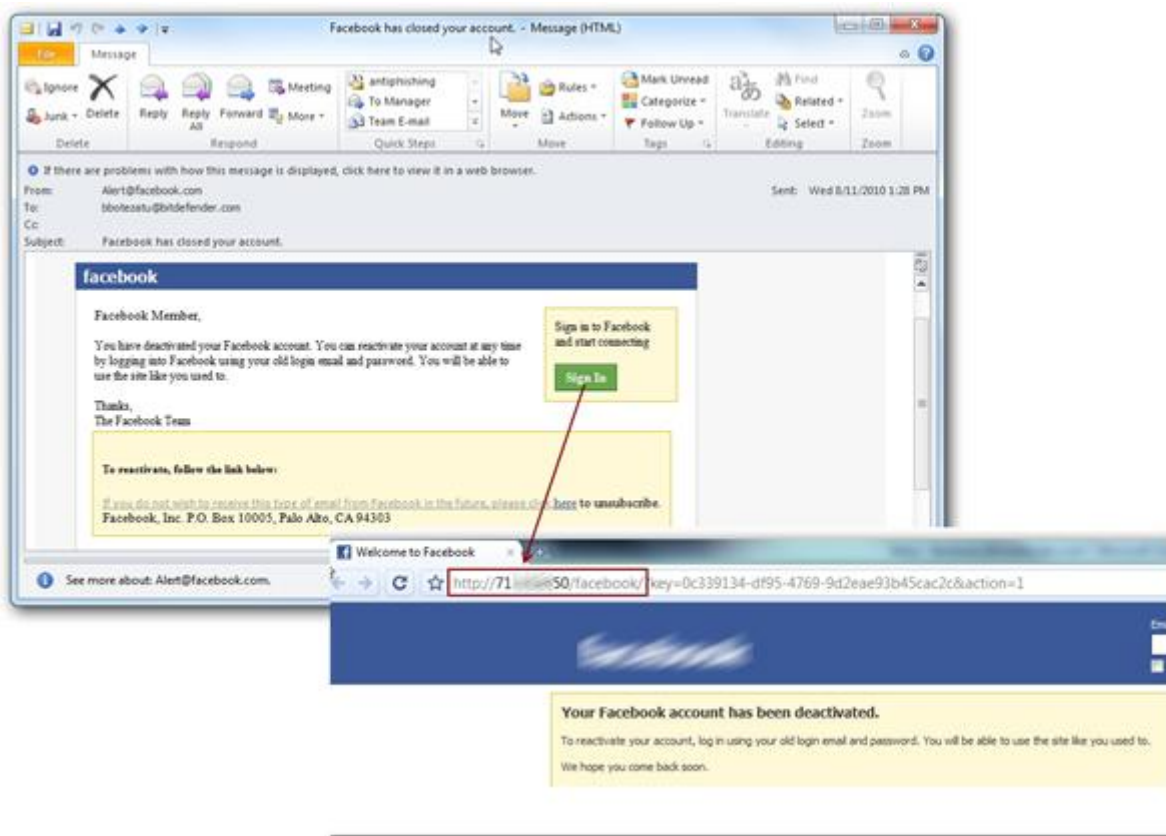 Facebook has closed your account. - Message (HTML)
File
Message
Ignore
Junk
Delete
Reply
Reply All
Forward
Meeting
More
antiphishing
To Manager
Team E-mail
Move
Rules
Actions
Mark Unread
Categorize
Follow Up
Translate
Find
Related
Select
Zoom
Delete
Respond
Quick Steps
Move
Tags
Editing
Zoom
If there are problems with how this message is displayed, click here to view it in a web browser.
From: Alert@facebook.com
Sent: Wed 8/11/2010 1:28 PM
To: bbotezatu@bitdefender.com
Cc:
Subject: Facebook has closed your account.
facebook
Facebook Member,
You have deactivated your Facebook account. You can reactivate your account at any time
by logging into Facebook using your old login email and password. You will be able to
use the site like you used to.
Thanks,
The Facebook Team
Sign in to Facebook
and start connecting
Sign In
To reactivate, follow the link below:
If you do not wish to receive this type of email from Facebook in the future, please click here to unsubscribe.
Facebook, Inc. P.O. Box 10005, Palo Alto, CA 94303
See more about: Alert@facebook.com.
Welcome to Facebook
http://71 50/facebook/?key=0c339134-df95-4769-9d2eae93b45cac2c&action=1
Your Facebook account has been deactivated.
To reactivate your account, log in using your old login email and password. You will be able to use the site like you used to.
We hope you come back soon.